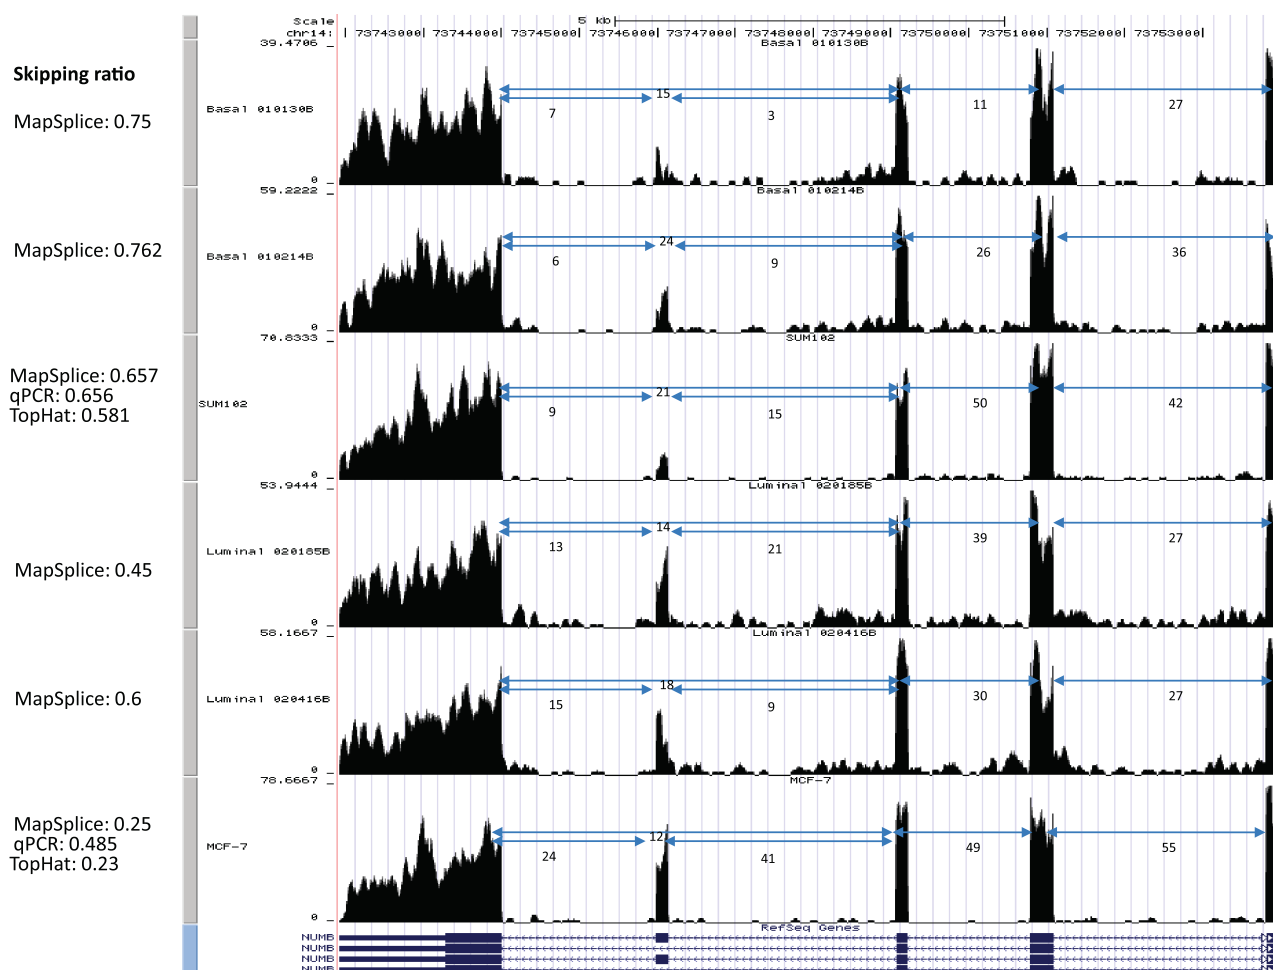 Scale
5 kb
chr14:
73743000
73744000
73745000
73746000
73747000
73748000
73749000
73750000
73751000
73752000
73753000
Skipping ratio
39.4706
Basal 010130B
MapSplice: 0.75
Basal 010130B
15
7
3
11
27
0
59.2222
Basal 010214B
MapSplice: 0.762
Basal 010214B
24
6
9
26
36
0
70.8333
SUM102
MapSplice: 0.657
qPCR: 0.656
TopHat: 0.581
SUM102
21
9
15
50
42
0
53.9444
Luminal 020185B
MapSplice: 0.45
Luminal 020185B
14
13
21
39
27
0
58.1667
Luminal 020416B
MapSplice: 0.6
Luminal 020416B
18
15
9
30
27
0
78.6667
MCF-7
MapSplice: 0.25
qPCR: 0.485
TopHat: 0.23
MCF-7
12
24
41
49
55
0
RefSeq Genes
NUMB
NUMB
NUMB
NUMB